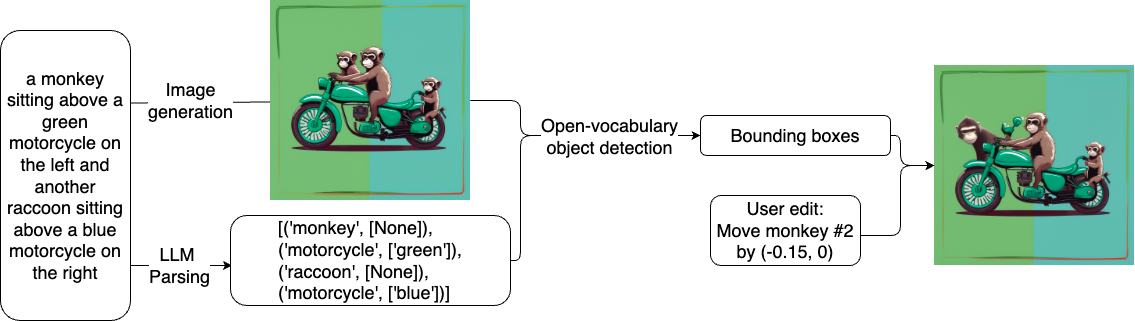 a monkey
sitting above a
green
motorcycle on
the left and
another
raccoon sitting
above a blue
motorcycle on
the right
Image
generation
LLM
Parsing
[('monkey', [None]),
('motorcycle', ['green']),
('raccoon', [None]),
('motorcycle', ['blue'])]
Open-vocabulary
object detection
Bounding boxes
User edit:
Move monkey #2
by (-0.15, 0)